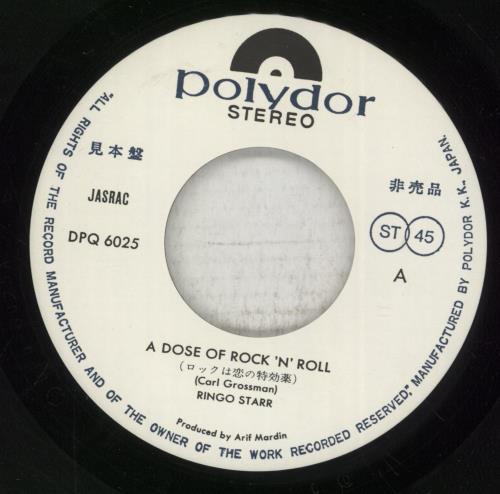 polydor
STEREO
見本盤
JASRAC
DPQ 6025
非売品
ST 45
A
A DOSE OF ROCK 'N' ROLL
(ロックは恋の特効薬)
(Carl Grossman)
RINGO STARR
Produced by Arif Mardin
"ALL RIGHTS OF THE RECORD MANUFACTURER AND OF THE OWNER OF THE WORK RECORDED RESERVED," MANUFACTURED BY POLYDOR K. K., JAPAN.